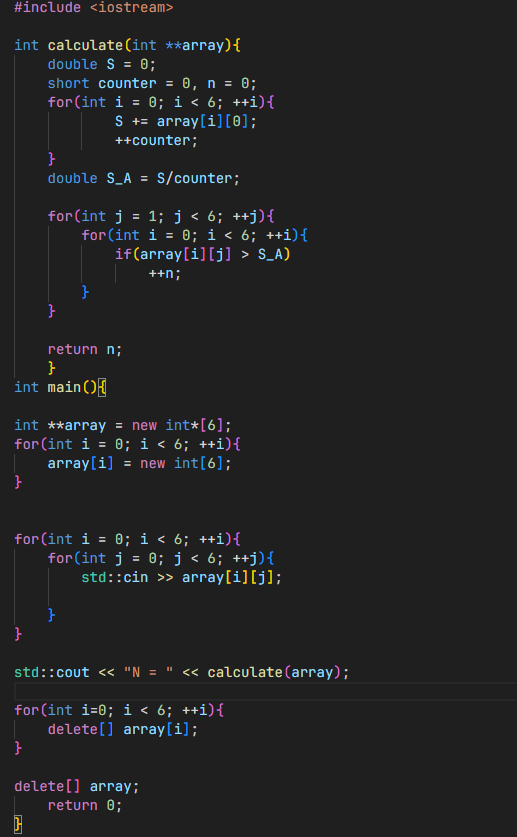 #include <iostream>
int calculate(int **array){
double S = 0;
short counter = 0, n = 0;
for(int i = 0; i < 6; ++i){
S += array[i][0];
++counter;
}
double S_A = S/counter;
for(int j = 1; j < 6; ++j){
for(int i = 0; i < 6; ++i){
if(array[i][j] > S_A)
++n;
}
}
return n;
}
int main(){
int **array = new int*[6];
for(int i = 0; i < 6; ++i){
array[i] = new int[6];
}
for(int i = 0; i < 6; ++i){
for(int j = 0; j < 6; ++j){
std::cin >> array[i][j];
}
}
std::cout << "N = " << calculate(array);
for(int i=0; i < 6; ++i){
delete[] array[i];
}
delete[] array;
return 0;
}